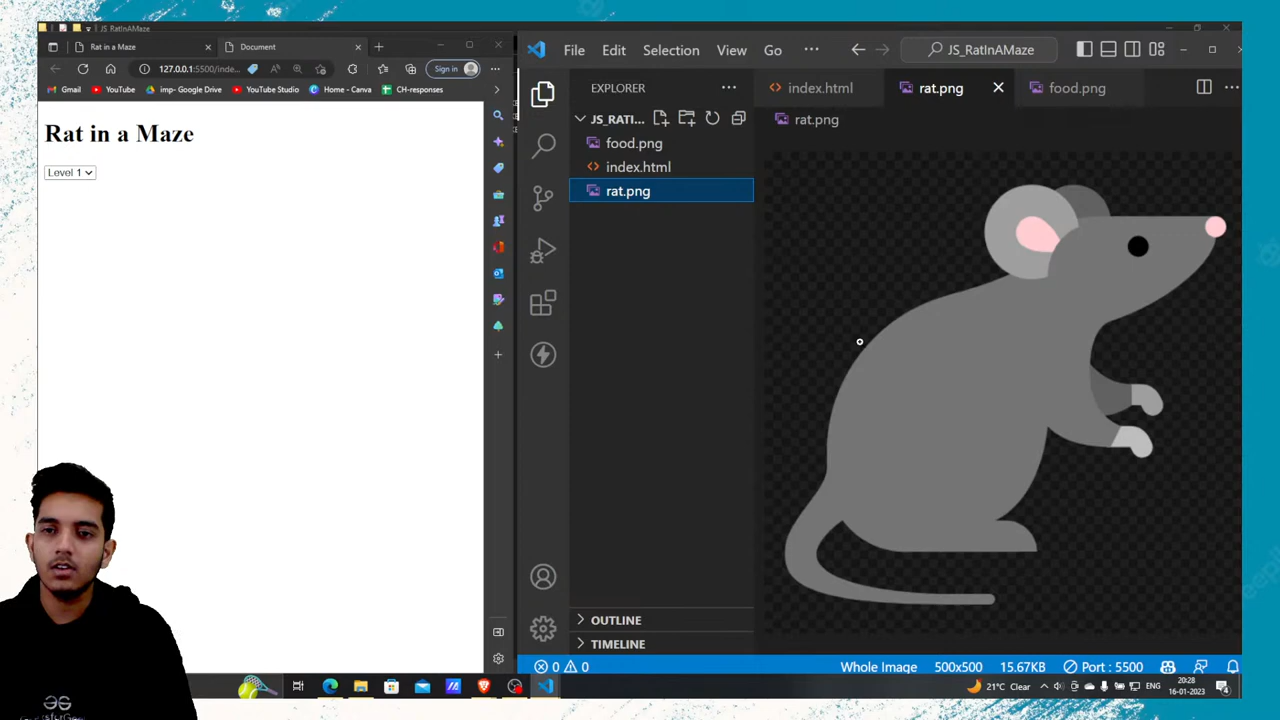 JS_RatInAMaze
Rat in a Maze
Document
127.0.0.1:5500/inde...
Sign in
Gmail
YouTube
imp- Google Drive
YouTube Studio
Home - Canva
CH-responses
Rat in a Maze
Level 1
File Edit Selection View Go
JS_RatInAMaze
EXPLORER
JS_RATI...
food.png
index.html
rat.png
OUTLINE
TIMELINE
index.html
rat.png
food.png
rat.png
0 0
Whole Image 500x500 15.67KB Port : 5500
21°C Clear
ENG
20:28
16-01-2023